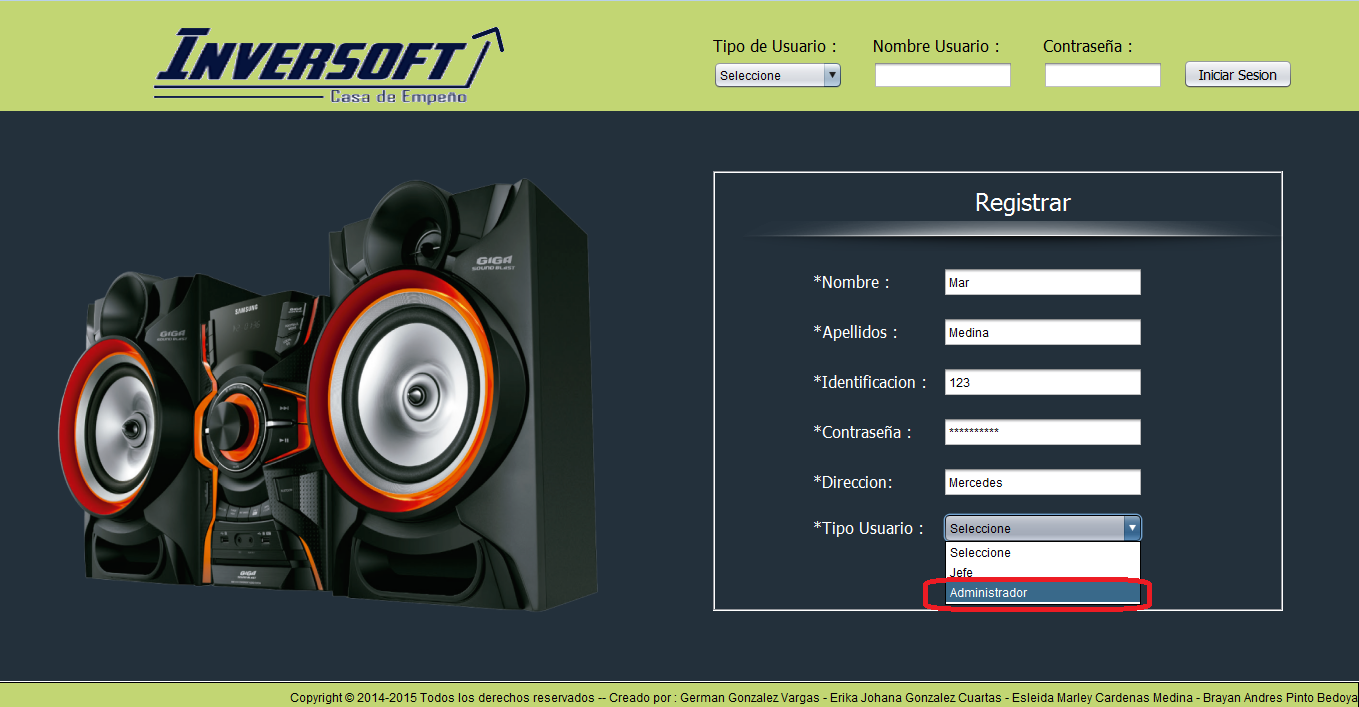 INVERSOFT
Casa de Empeño
Tipo de Usuario :
Nombre Usuario :
Contraseña :
Seleccione
Iniciar Sesion
GIGA
SOUND BLAST
SAMSUNG
GIGA
SOUND BLAST
GIGA
Registrar
*Nombre : Mar
*Apellidos : Medina
*Identificacion : 123
*Contraseña : **********
*Direccion: Mercedes
*Tipo Usuario : Seleccione
Seleccione
Jefe
Administrador
Copyright © 2014-2015 Todos los derechos reservados -- Creado por : German Gonzalez Vargas - Erika Johana Gonzalez Cuartas - Esleida Marley Cardenas Medina - Brayan Andres Pinto Bedoya